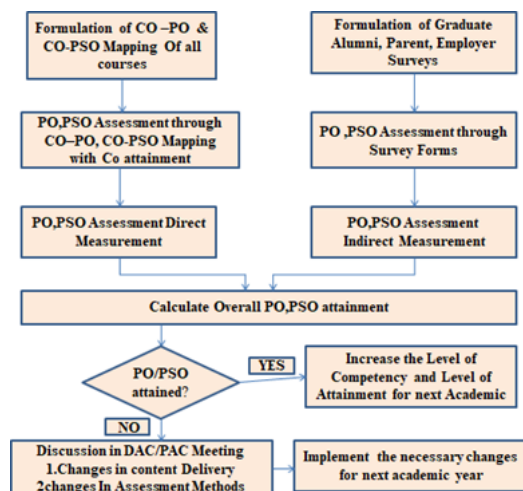 Formulation of CO –PO &
CO-PSO Mapping Of all
courses
Formulation of Graduate
Alumni, Parent, Employer
Surveys
PO,PSO Assessment through
CO–PO, CO-PSO Mapping
with Co attainment
PO ,PSO Assessment through
Survey Forms
PO,PSO Assessment Direct
Measurement
PO,PSO Assessment
Indirect Measurement
Calculate Overall PO,PSO attainment
PO/PSO
attained?
YES
Increase the Level of
Competency and Level of
Attainment for next Academic
NO
Discussion in DAC/PAC Meeting
1.Changes in content Delivery
2changes In Assessment Methods
Implement the necessary changes
for next academic year